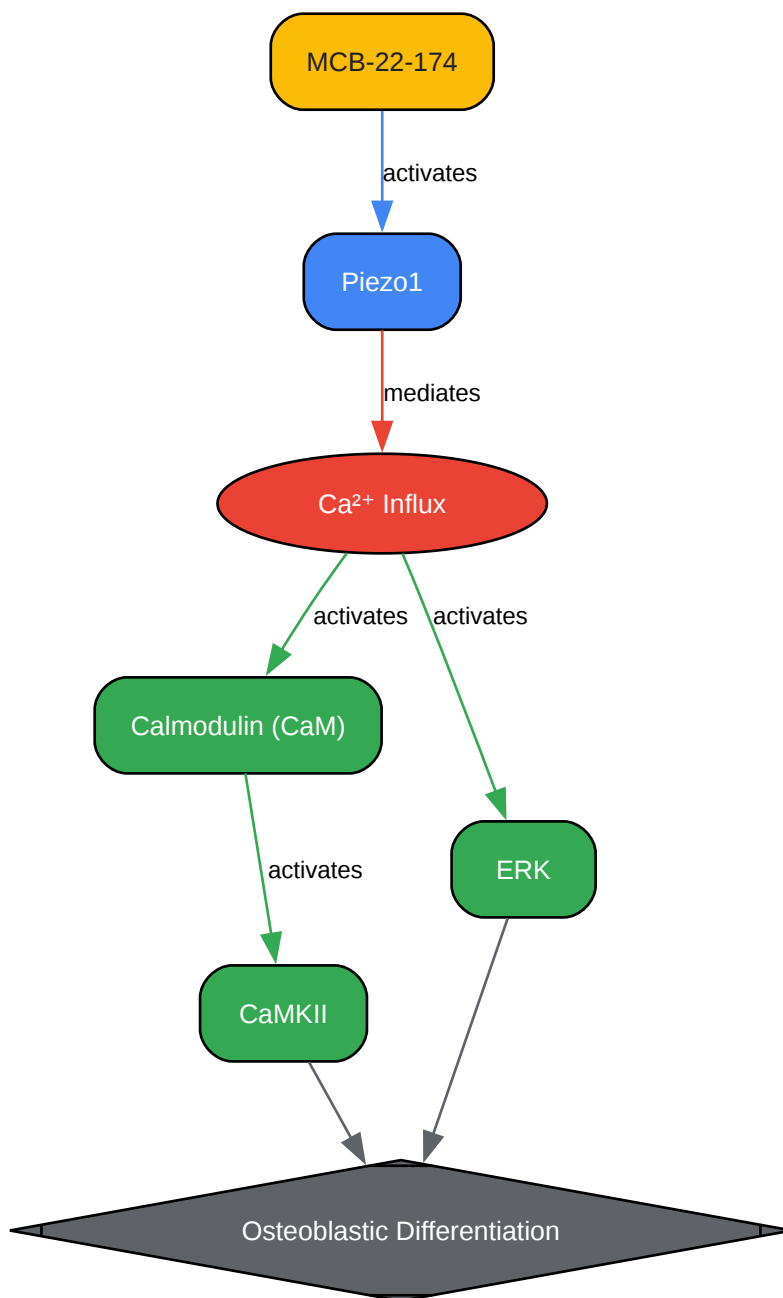 MCB-22-174
activates
Piezo1
mediates
Ca²⁺ Influx
activates
activates
Calmodulin (CaM)
activates
ERK
CaMKII
Osteoblastic Differentiation